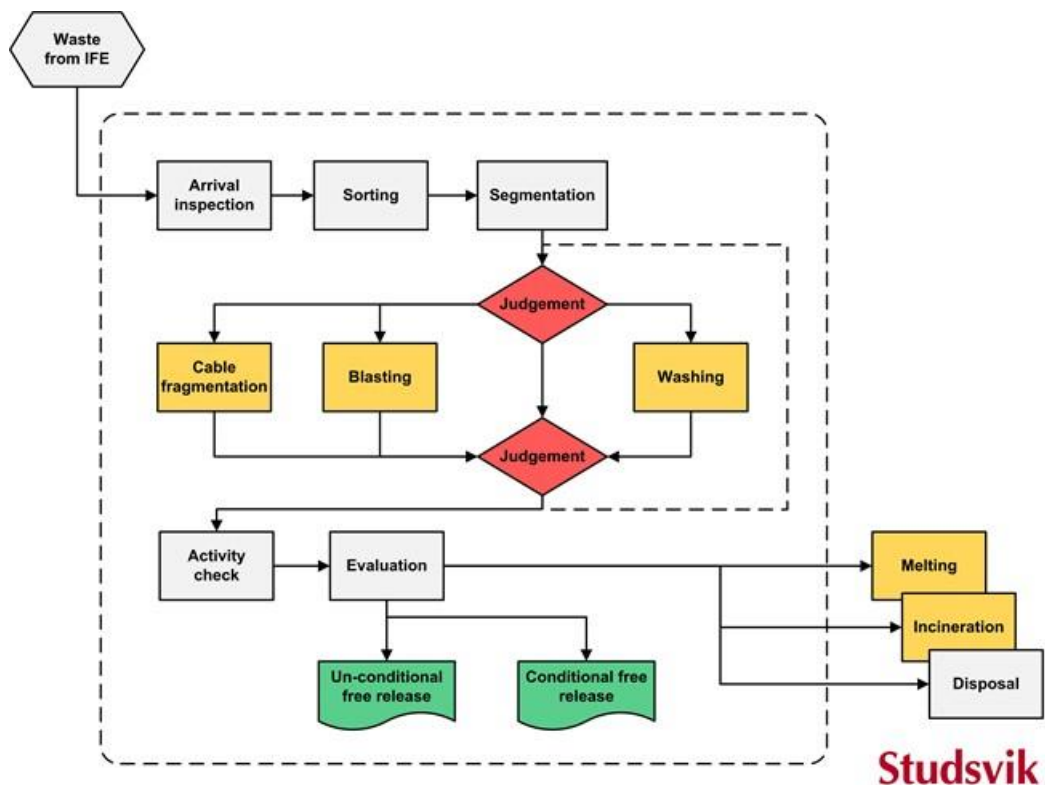 Waste
from IFE
Arrival
inspection
Sorting
Segmentation
Judgement
Cable
fragmentation
Blasting
Washing
Judgement
Activity
check
Evaluation
Melting
Incineration
Disposal
Un-conditional
free release
Conditional free
release
Studsvik